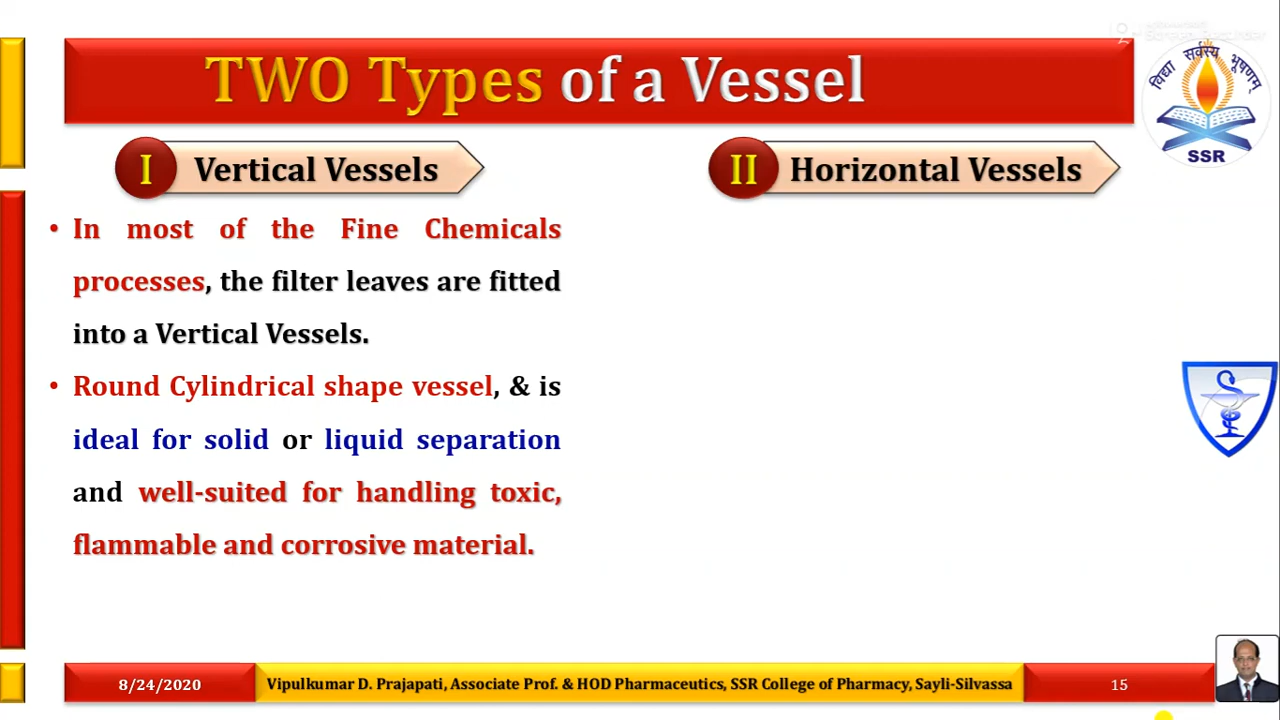 TWO Types of a Vessel
विद्या सर्वस्य भूषणम्
SSR
I Vertical Vessels
II Horizontal Vessels
• In most of the Fine Chemicals
processes, the filter leaves are fitted
into a Vertical Vessels.
• Round Cylindrical shape vessel, & is
ideal for solid or liquid separation
and well-suited for handling toxic,
flammable and corrosive material.
8/24/2020
Vipulkumar D. Prajapati, Associate Prof. & HOD Pharmaceutics, SSR College of Pharmacy, Sayli-Silvassa
15